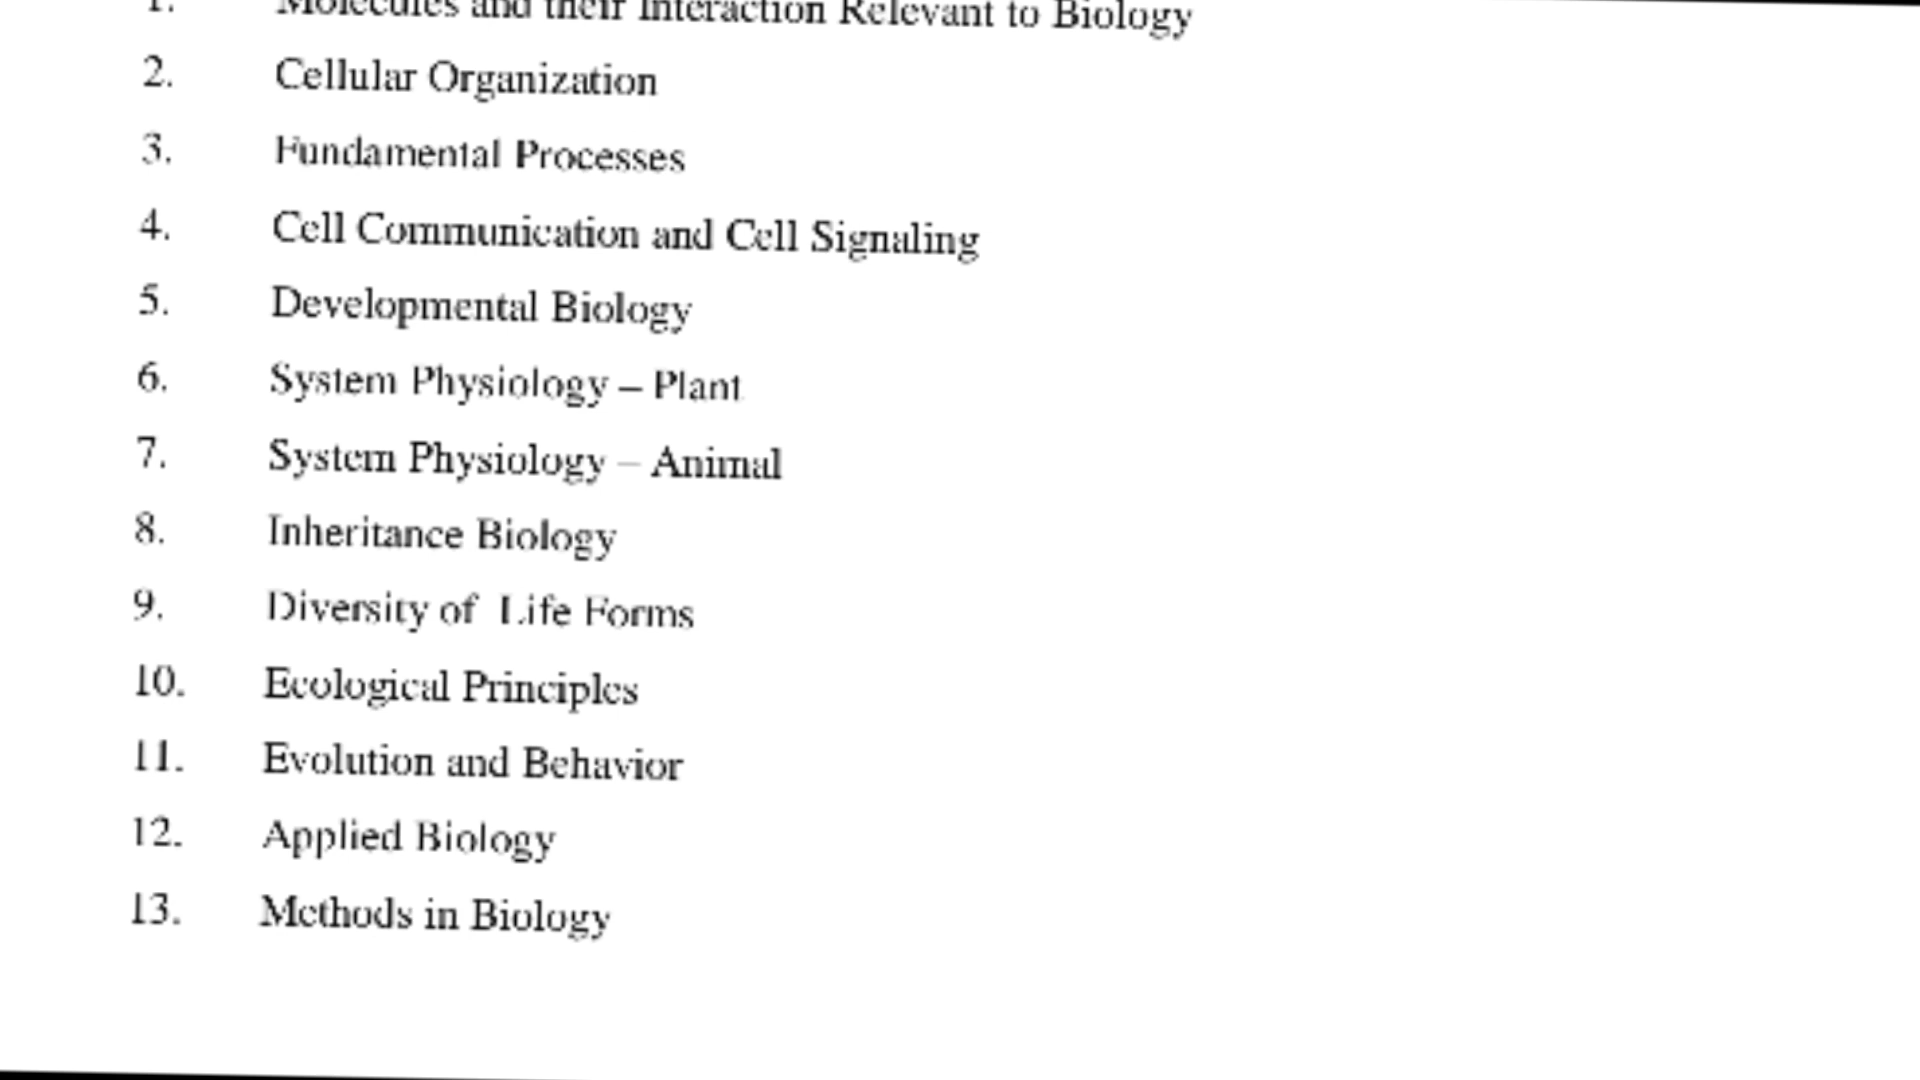 1. Molecules and their Interaction Relevant to Biology
2. Cellular Organization
3. Fundamental Processes
4. Cell Communication and Cell Signaling
5. Developmental Biology
6. System Physiology – Plant
7. System Physiology – Animal
8. Inheritance Biology
9. Diversity of Life Forms
10. Ecological Principles
11. Evolution and Behavior
12. Applied Biology
13. Methods in Biology